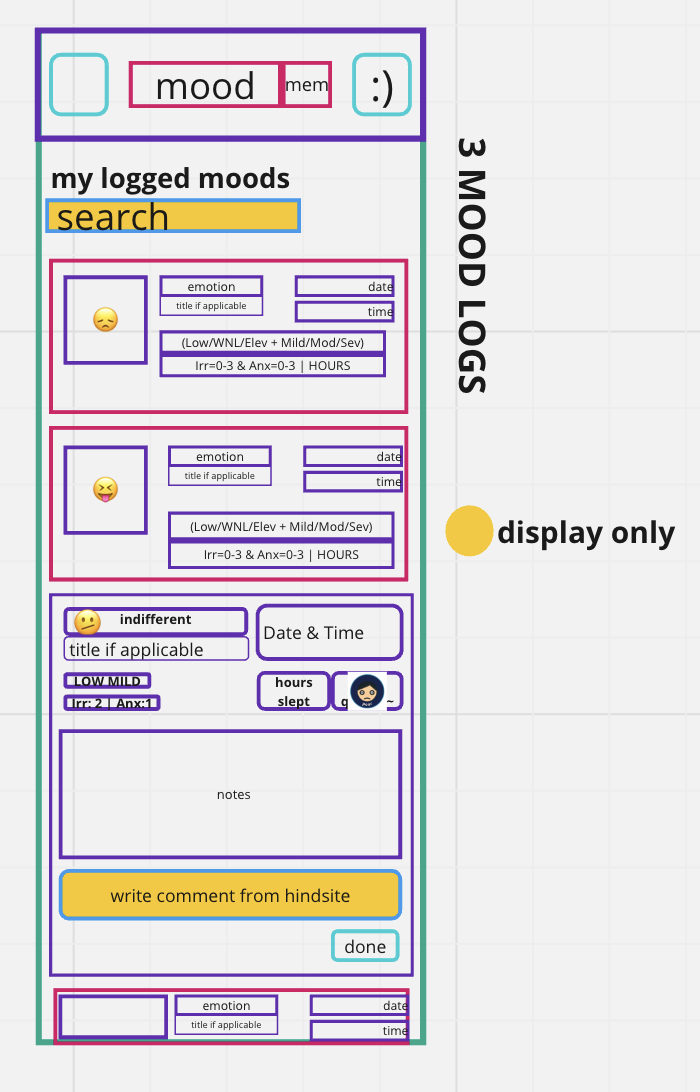 mood
mem
:)
my logged moods
search
3 MOOD LOGS
emotion
title if applicable
date
time
(Low/WNL/Elev + Mild/Mod/Sev)
Irr=0-3 & Anx=0-3 | HOURS
emotion
title if applicable
date
time
(Low/WNL/Elev + Mild/Mod/Sev)
Irr=0-3 & Anx=0-3 | HOURS
display only
indifferent
title if applicable
Date & Time
LOW MILD
Irr: 2 | Anx:1
hours
slept
notes
write comment from hindsite
done
emotion
title if applicable
date
time